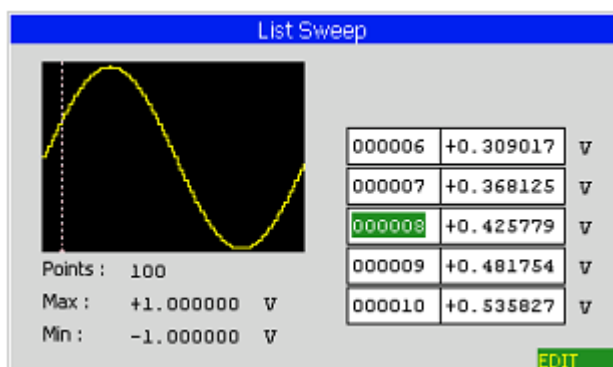 List Sweep
000006 +0.309017 V
000007 +0.368125 V
000008 +0.425779 V
000009 +0.481754 V
000010 +0.535827 V
Points : 100
Max : +1.000000 V
Min : -1.000000 V
EDIT